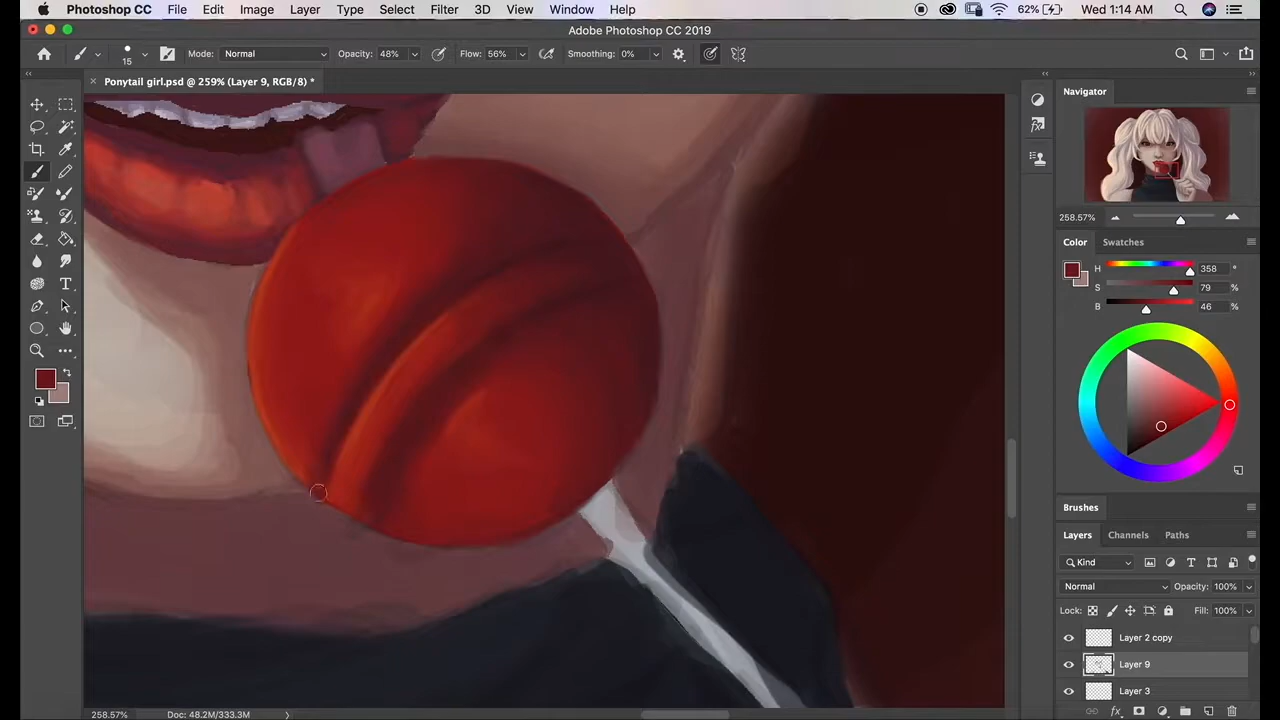 Photoshop CC File Edit Image Layer Type Select Filter 3D View Window Help 62% Wed 1:14 AM
Adobe Photoshop CC 2019
15 Mode: Normal Opacity: 48% Flow: 56% Smoothing: 0%
Ponytail girl.psd @ 259% (Layer 9, RGB/8) *
Navigator
258.57%
Color Swatches
H 358 °
S 79 %
B 46 %
Brushes
Layers Channels Paths
Kind
Normal Opacity: 100%
Lock: Fill: 100%
Layer 2 copy
Layer 9
Layer 3
258.57% Doc: 48.2M/333.3M